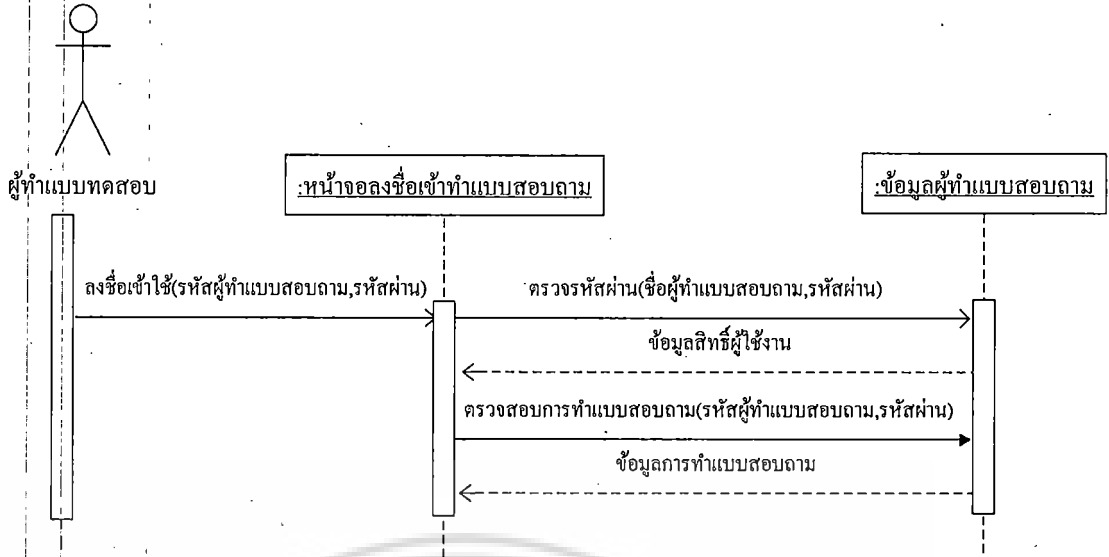 ผู้ทำแบบทดสอบ
:หน้าจอลงชื่อเข้าทำแบบสอบถาม
:ข้อมูลผู้ทำแบบสอบถาม
ลงชื่อเข้าใช้(รหัสผู้ทำแบบสอบถาม,รหัสผ่าน)
ตรวจรหัสผ่าน(ชื่อผู้ทำแบบสอบถาม,รหัสผ่าน)
ข้อมูลสิทธิ์ผู้ใช้งาน
ตรวจสอบการทำแบบสอบถาม(รหัสผู้ทำแบบสอบถาม,รหัสผ่าน)
ข้อมูลการทำแบบสอบถาม